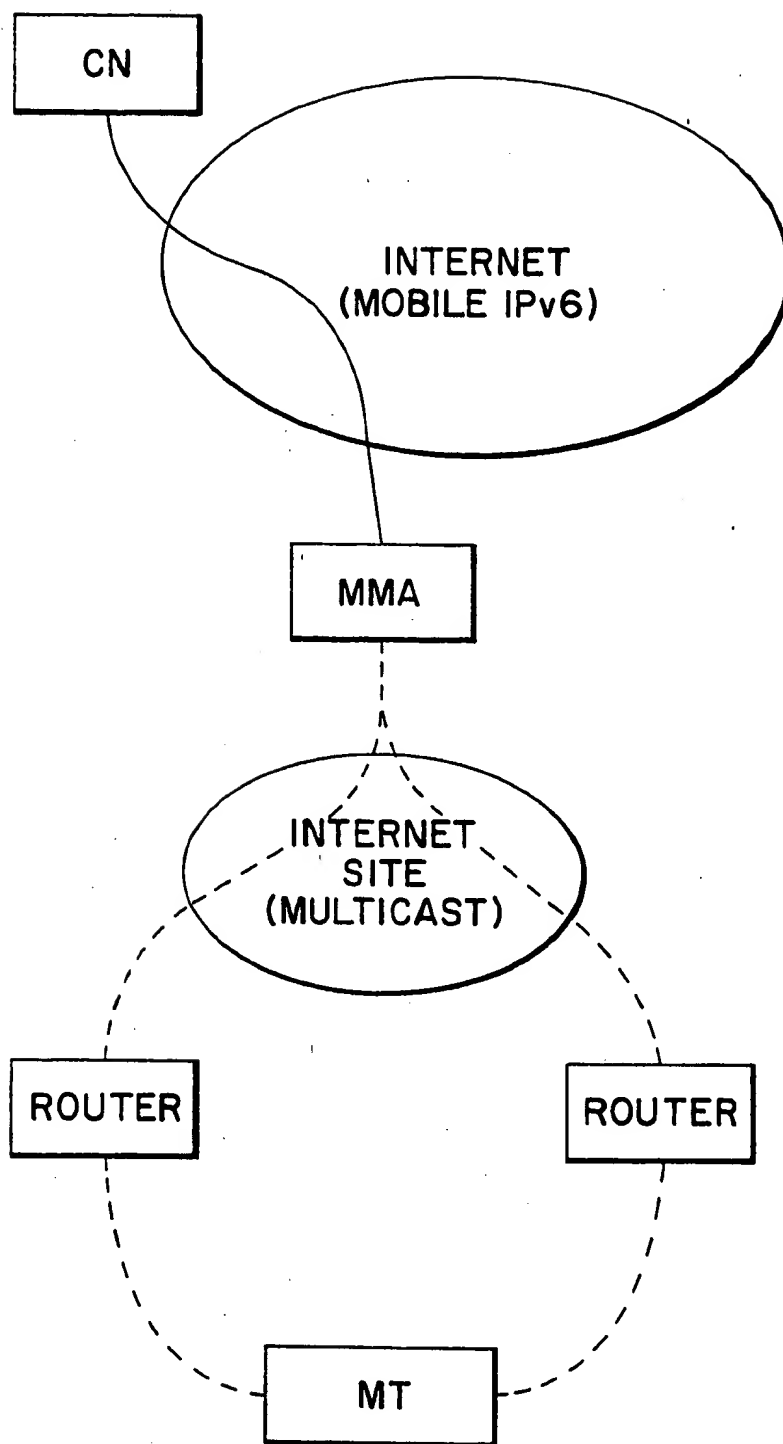 CN
INTERNET
(MOBILE IPv6)
MMA
INTERNET
SITE
(MULTICAST)
ROUTER
ROUTER
MT